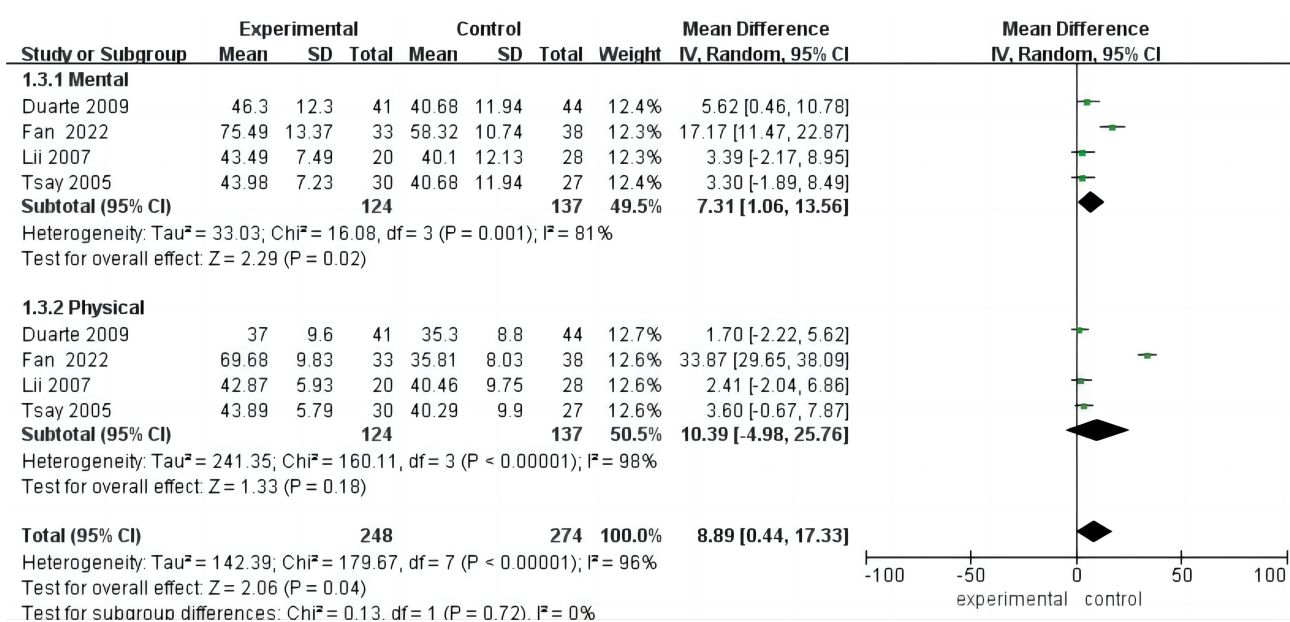 Experimental Control Mean Difference Mean Difference
Study or Subgroup Mean SD Total Mean SD Total Weight IV, Random, 95% CI IV, Random, 95% CI
1.3.1 Mental
Duarte 2009 46.3 12.3 41 40.68 11.94 44 12.4% 5.62 [0.46, 10.78]
Fan 2022 75.49 13.37 33 58.32 10.74 38 12.3% 17.17 [11.47, 22.87]
Lii 2007 43.49 7.49 20 40.1 12.13 28 12.3% 3.39 [-2.17, 8.95]
Tsay 2005 43.98 7.23 30 40.68 11.94 27 12.4% 3.30 [-1.89, 8.49]
Subtotal (95% CI) 124 137 49.5% 7.31 [1.06, 13.56]
Heterogeneity: Tau² = 33.03; Chi² = 16.08, df = 3 (P = 0.001); I² = 81%
Test for overall effect: Z = 2.29 (P = 0.02)
1.3.2 Physical
Duarte 2009 37 9.6 41 35.3 8.8 44 12.7% 1.70 [-2.22, 5.62]
Fan 2022 69.68 9.83 33 35.81 8.03 38 12.6% 33.87 [29.65, 38.09]
Lii 2007 42.87 5.93 20 40.46 9.75 28 12.6% 2.41 [-2.04, 6.86]
Tsay 2005 43.89 5.79 30 40.29 9.9 27 12.6% 3.60 [-0.67, 7.87]
Subtotal (95% CI) 124 137 50.5% 10.39 [-4.98, 25.76]
Heterogeneity: Tau² = 241.35; Chi² = 160.11, df = 3 (P < 0.00001); I² = 98%
Test for overall effect: Z = 1.33 (P = 0.18)
Total (95% CI) 248 274 100.0% 8.89 [0.44, 17.33]
Heterogeneity: Tau² = 142.39; Chi² = 179.67, df = 7 (P < 0.00001); I² = 96%
Test for overall effect: Z = 2.06 (P = 0.04)
Test for subgroup differences: Chi² = 0.13, df = 1 (P = 0.72), I² = 0%
-100 -50 0 50 100
experimental control